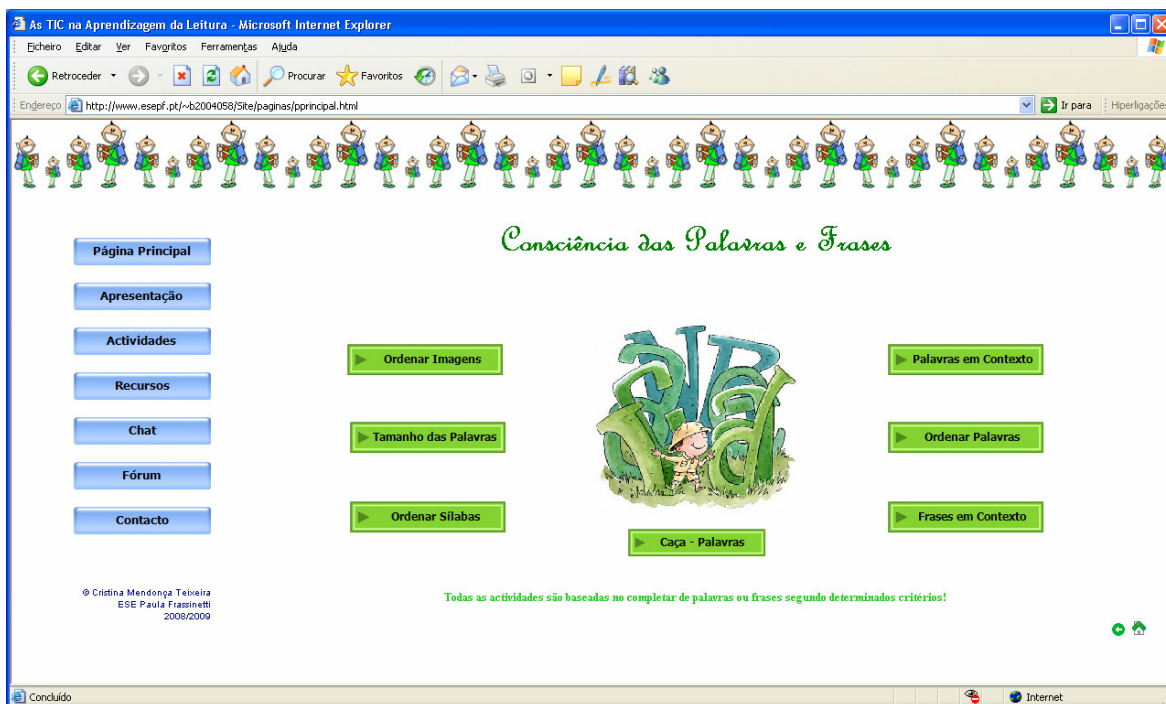 As TIC na Aprendizagem da Leitura - Microsoft Internet Explorer
Ficheiro Editar Ver Favoritos Ferramentas Ajuda
Retroceder Procurar Favoritos
Endereço http://www.esepf.pt/~b2004058/Site/paginas/pprincipal.html Ir para Hiperligações
Consciência das Palavras e Frases
Página Principal
Apresentação
Actividades
Recursos
Chat
Fórum
Contacto
Ordenar Imagens
Tamanho das Palavras
Ordenar Sílabas
Caça - Palavras
Palavras em Contexto
Ordenar Palavras
Frases em Contexto
© Cristina Mendonça Teixeira
ESE Paula Frassinetti
2008/2009
Todas as actividades são baseadas no completar de palavras ou frases segundo determinados critérios!
Concluído Internet